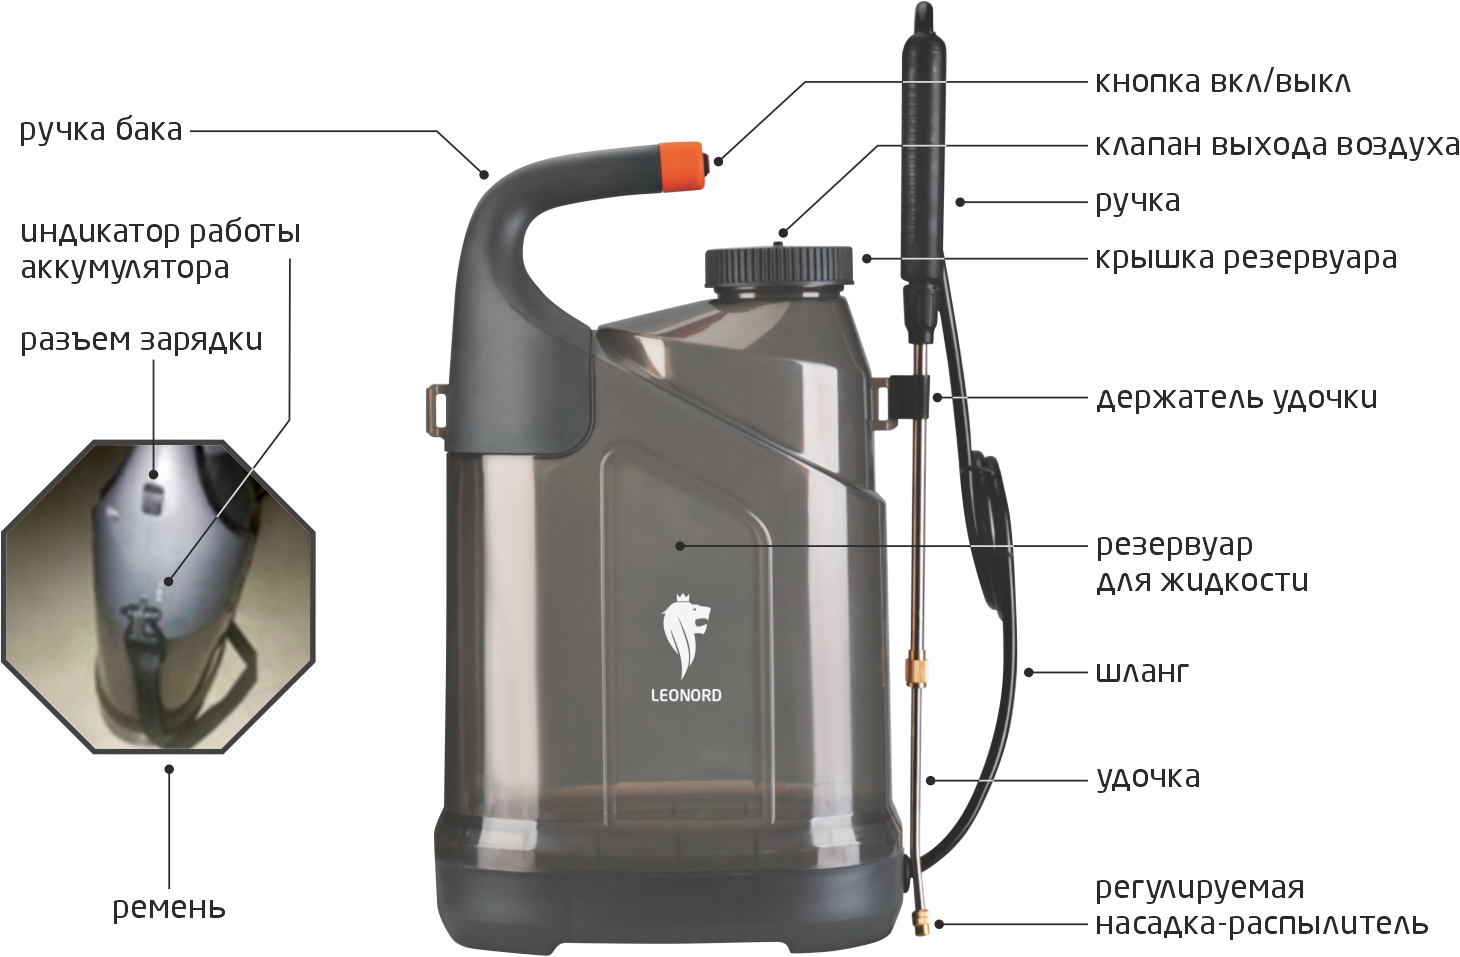 ручка бака
индикатор работы
аккумулятора
разъем зарядки
ремень
LEONORD
кнопка вкл/выкл
клапан выхода воздуха
ручка
крышка резервуара
держатель удочки
резервуар
для жидкости
шланг
удочка
регулируемая
насадка-распылитель